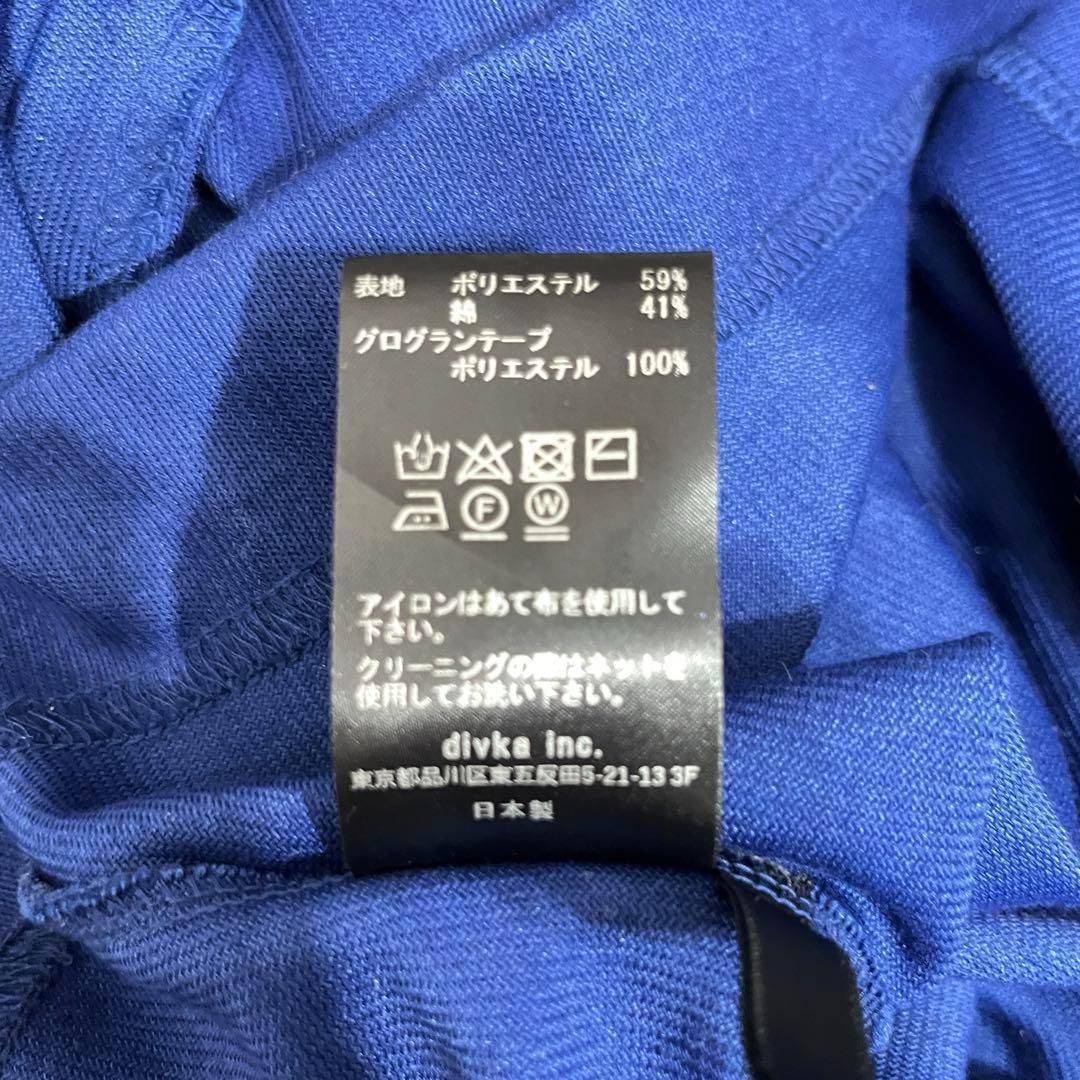 表地 ポリエステル 59%
綿 41%
グログランテープ
ポリエステル 100%
F W
アイロンはあて布を使用して
下さい。
クリーニングの際はネットを
使用してお洗い下さい。
divka inc.
東京都品川区東五反田5-21-13 3F
日本製